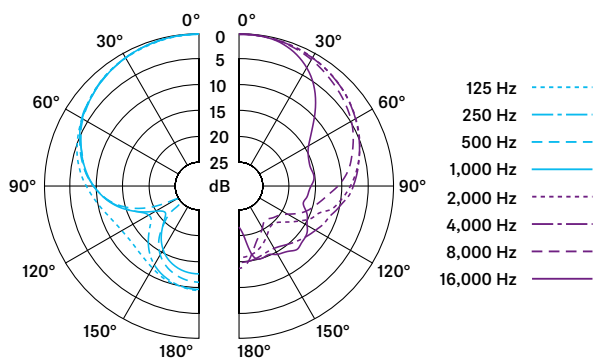 0° 0°
30° 0 30°
5
60° 10 60°
15
20
25
90° dB 90°
120° 120°
150° 150°
180° 180°
125 Hz
250 Hz
500 Hz
1,000 Hz
2,000 Hz
4,000 Hz
8,000 Hz
16,000 Hz